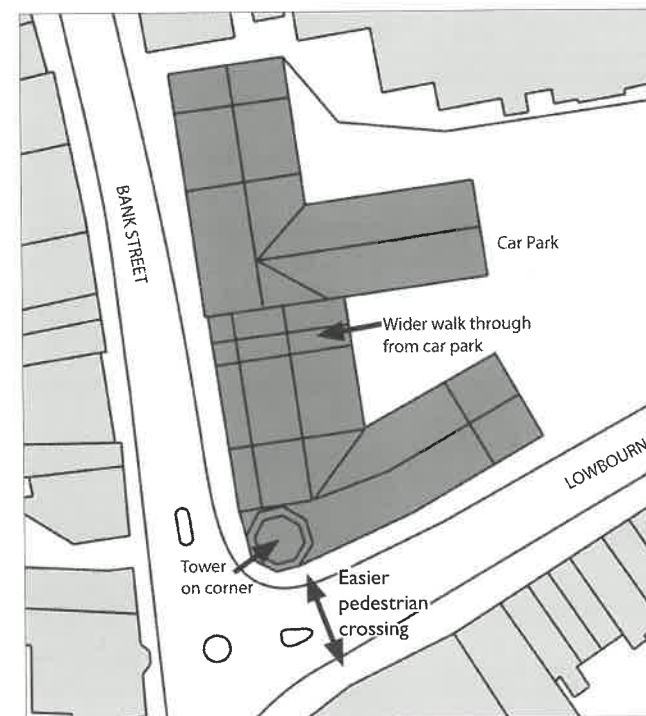 BANK STREET
Car Park
Wider walk through
from car park
LOWBOURN
Tower
on corner
Easier
pedestrian
crossing